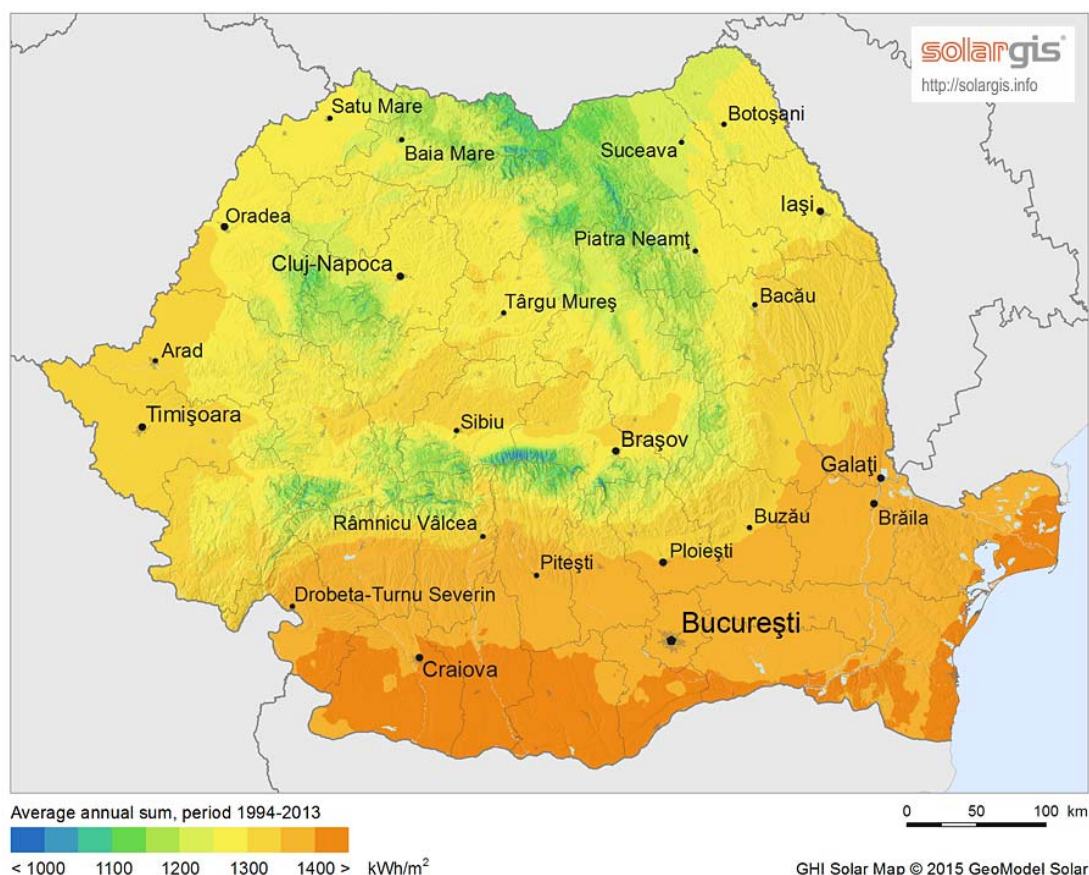 solargis
http://solargis.info
Satu Mare
Botoşani
Baia Mare
Suceava
Iaşi
Oradea
Piatra Neamţ
Cluj-Napoca
Târgu Mureş
Bacău
Arad
Timişoara
Sibiu
Braşov
Galaţi
Brăila
Râmnicu Vâlcea
Buzău
Piteşti
Ploieşti
Drobeta-Turnu Severin
Bucureşti
Craiova
Average annual sum, period 1994-2013
< 1000 1100 1200 1300 1400 > kWh/m²
0 50 100 km
GHI Solar Map © 2015 GeoModel Solar